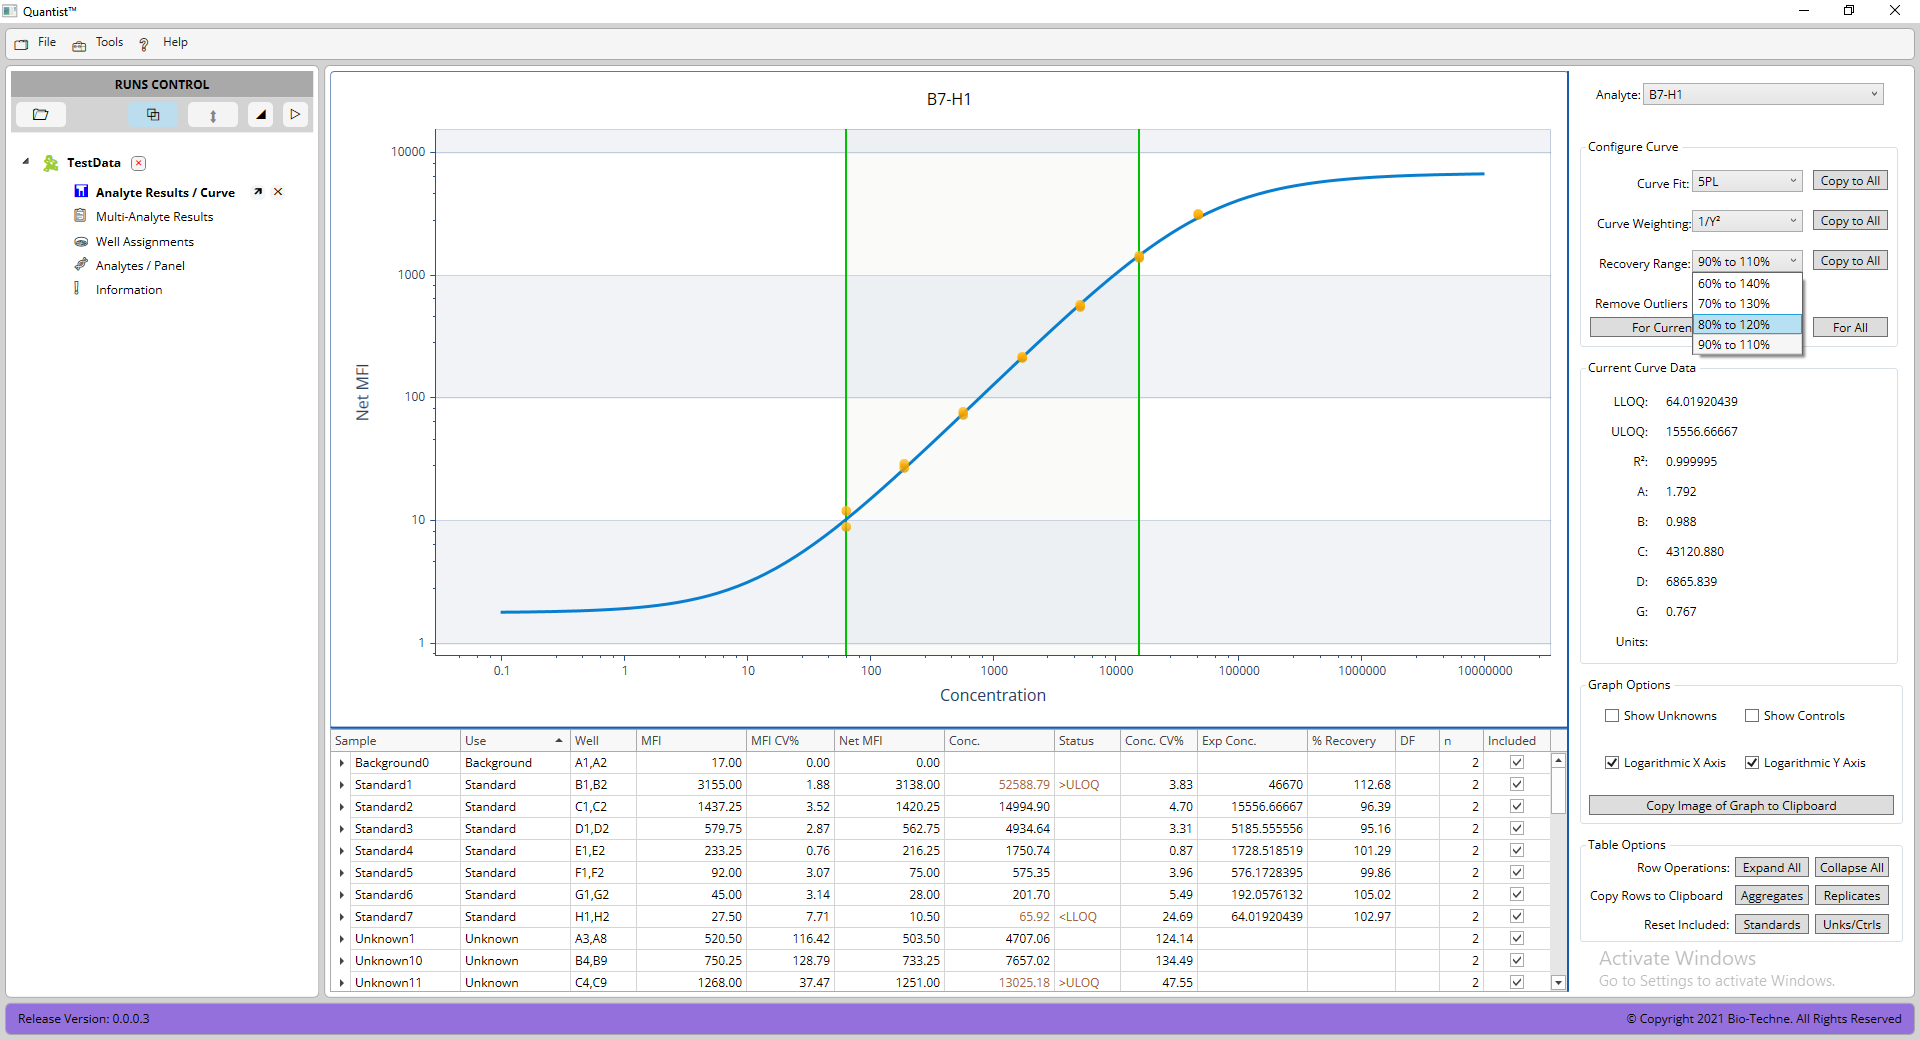 Quantist™
File Tools ? Help
RUNS CONTROL
TestData
Analyte Results / Curve
Multi-Analyte Results
Well Assignments
Analytes / Panel
Information
B7-H1
Net MFI
10000
1000
100
10
1
0.1 1 10 100 1000 10000 100000 1000000 10000000
Concentration
Sample Use Well MFI MFI CV% Net MFI Conc. Status Conc. CV% Exp Conc. % Recovery DF n Included
Background0 Background A1,A2 17.00 0.00 0.00 2
Standard1 Standard B1,B2 3155.00 1.88 3138.00 52588.79 >ULOQ 3.83 46670 112.68 2
Standard2 Standard C1,C2 1437.25 3.52 1420.25 14994.90 4.70 15556.66667 96.39 2
Standard3 Standard D1,D2 579.75 2.87 562.75 4934.64 3.31 5185.555556 95.16 2
Standard4 Standard E1,E2 233.25 0.76 216.25 1750.74 0.87 1728.518519 101.29 2
Standard5 Standard F1,F2 92.00 3.07 75.00 575.35 3.96 576.1728395 99.86 2
Standard6 Standard G1,G2 45.00 3.14 28.00 201.70 5.49 192.0576132 105.02 2
Standard7 Standard H1,H2 27.50 7.71 10.50 65.92 <LLOQ 24.69 64.01920439 102.97 2
Unknown1 Unknown A3,A8 520.50 116.42 503.50 4707.06 124.14 2
Unknown10 Unknown B4,B9 750.25 128.79 733.25 7657.02 134.49 2
Unknown11 Unknown C4,C9 1268.00 37.47 1251.00 13025.18 >ULOQ 47.55 2
Analyte: B7-H1
Configure Curve
Curve Fit: 5PL Copy to All
Curve Weighting: 1/Y² Copy to All
Recovery Range: 90% to 110% Copy to All
60% to 140%
70% to 130%
80% to 120%
90% to 110%
Remove Outliers
For Curren For All
Current Curve Data
LLOQ: 64.01920439
ULOQ: 15556.66667
R²: 0.999995
A: 1.792
B: 0.988
C: 43120.880
D: 6865.839
G: 0.767
Units:
Graph Options
Show Unknowns Show Controls
Logarithmic X Axis Logarithmic Y Axis
Copy Image of Graph to Clipboard
Table Options
Row Operations: Expand All Collapse All
Copy Rows to Clipboard Aggregates Replicates
Reset Included: Standards Unks/Ctrls
Activate Windows
Go to Settings to activate Windows.
Release Version: 0.0.0.3
© Copyright 2021 Bio-Techne. All Rights Reserved